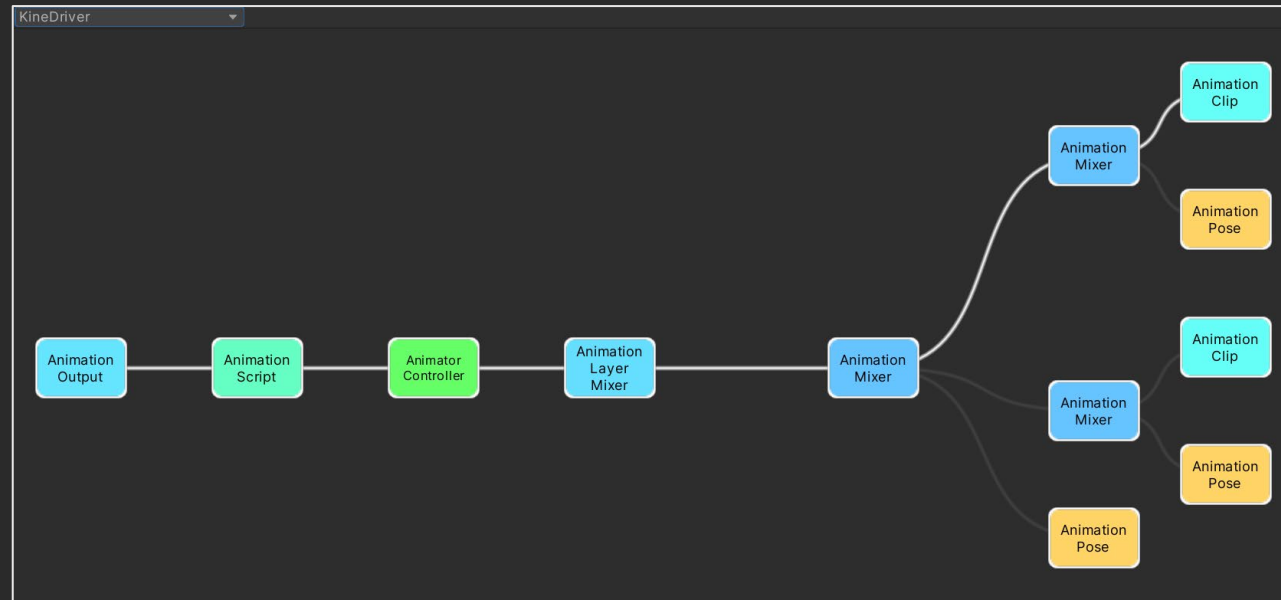 KineDriver
Animation
Clip
Animation
Mixer
Animation
Pose
Animation
Output
Animation
Script
Animator
Controller
Animation
Layer
Mixer
Animation
Mixer
Animation
Clip
Animation
Mixer
Animation
Pose
Animation
Pose